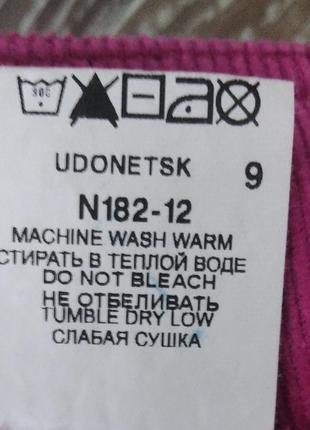 UDONETSK 9
N182-12
MACHINE WASH WARM
СТИРАТЬ В ТЕПЛОЙ ВОДЕ
DO NOT BLEACH
НЕ ОТБЕЛИВАТЬ
TUMBLE DRY LOW
СЛАБАЯ СУШКА